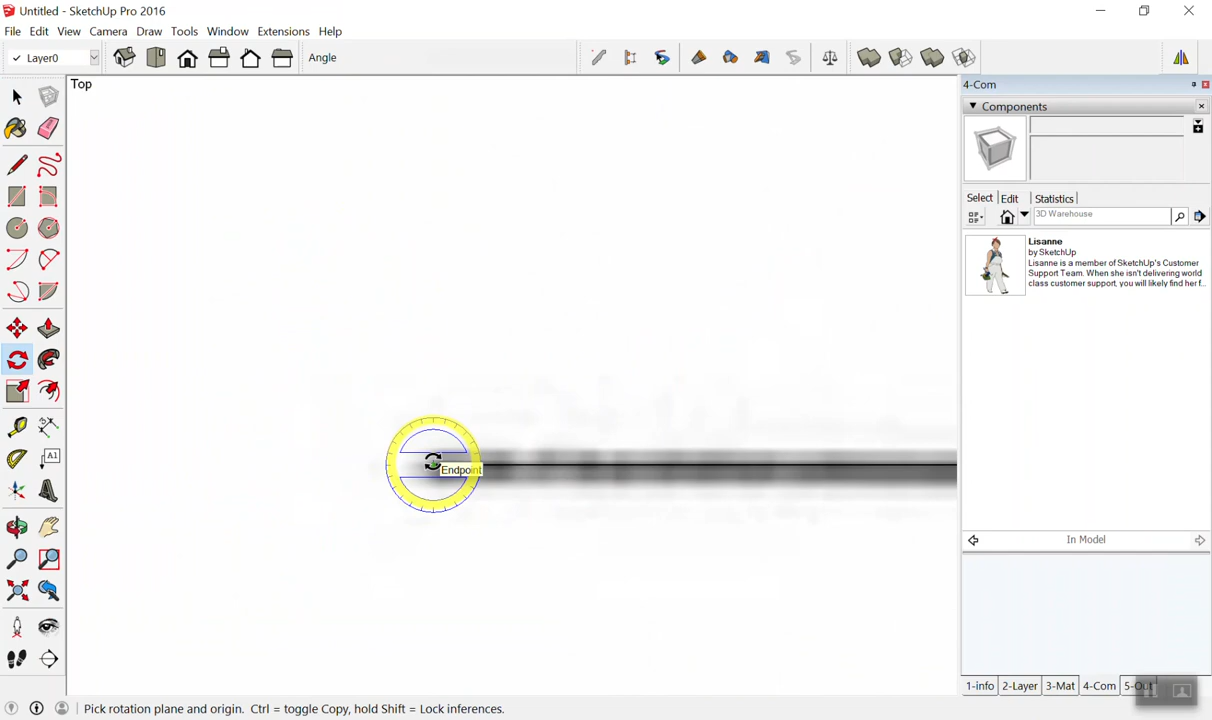 Untitled - SketchUp Pro 2016
File Edit View Camera Draw Tools Window Extensions Help
Layer0
Angle
Top
4-Com
Components
Select Edit Statistics
3D Warehouse
Lisanne
by SketchUp
Lisanne is a member of SketchUp's Customer
Support Team. When she isn't delivering world
class customer support, you will likely find her f...
A1
Endpoint
In Model
1-info 2-Layer 3-Mat 4-Com
Pick rotation plane and origin. Ctrl = toggle Copy, hold Shift = Lock inferences.